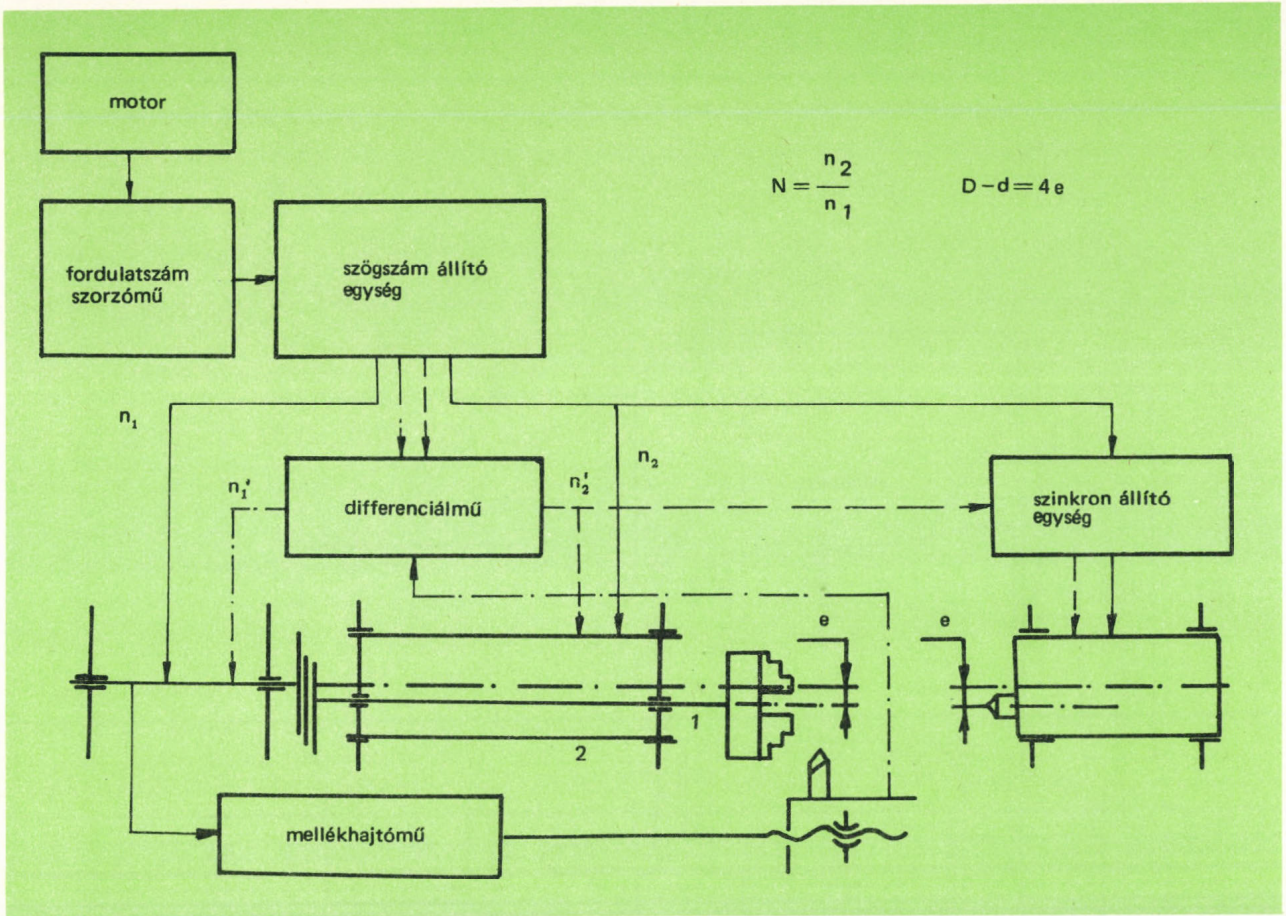 motor
N = n₂ / n₁
D – d = 4 e
fordulatszám
szorzómű
szögszám állító
egység
n₁
n₂
n₁'
n₂'
differenciálmű
szinkron állító
egység
e
e
1
2
mellékhajtómű